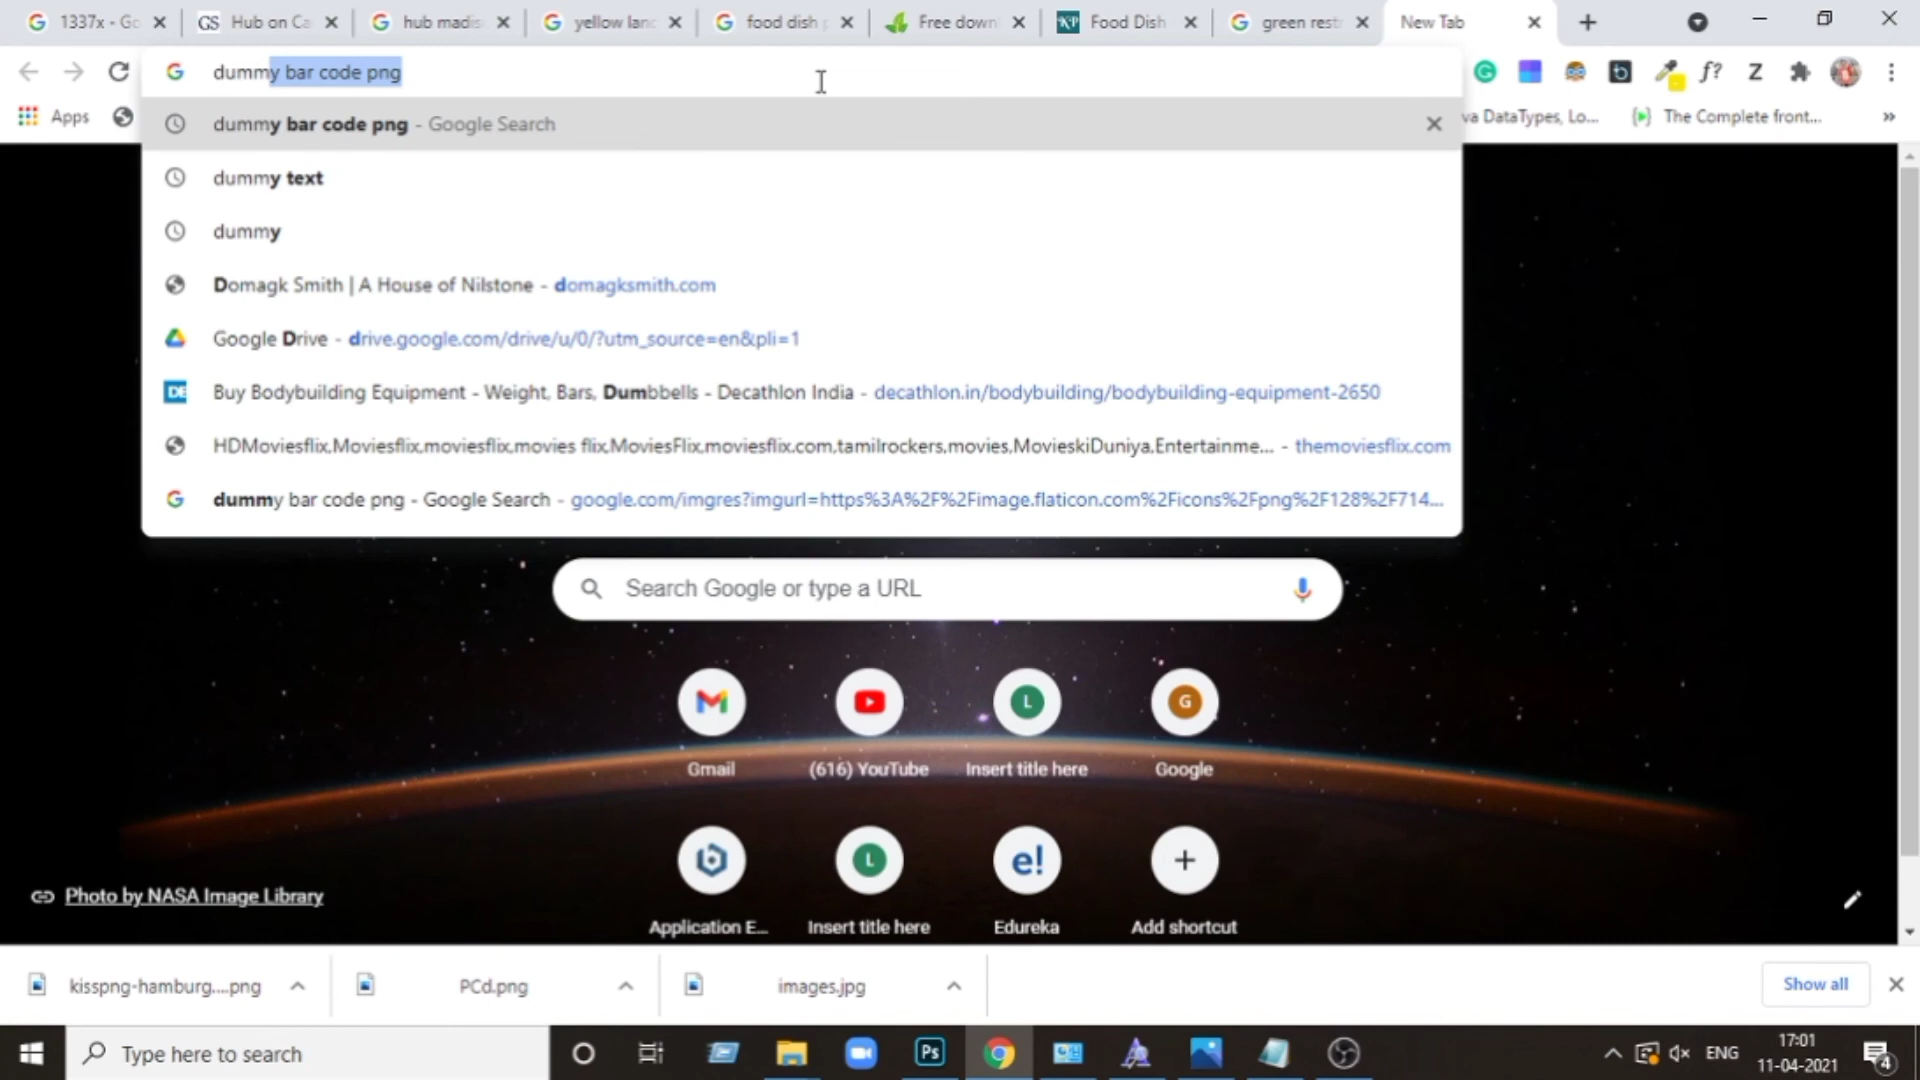 1337x - Go
GS Hub on Ca
hub madis
yellow lan
food dish p
Free down
KP Food Dish
green rest
New Tab
dummy bar code png
f? Z
Apps
va DataTypes, Lo...
The Complete front...
»
dummy bar code png - Google Search
dummy text
dummy
Domagk Smith | A House of Nilstone - domagksmith.com
Google Drive - drive.google.com/drive/u/0/?utm_source=en&pli=1
DE Buy Bodybuilding Equipment - Weight, Bars, Dumbbells - Decathlon India - decathlon.in/bodybuilding/bodybuilding-equipment-2650
HDMoviesflix,Moviesflix,moviesflix,movies flix,MoviesFlix,moviesflix.com,tamilrockers,movies,MovieskiDuniya,Entertainme... - themoviesflix.com
dummy bar code png - Google Search - google.com/imgres?imgurl=https%3A%2F%2Fimage.flaticon.com%2Ficons%2Fpng%2F128%2F714...
Search Google or type a URL
L
G
Gmail
(616) YouTube
Insert title here
Google
L
e!
Application E...
Insert title here
Edureka
Add shortcut
Photo by NASA Image Library
kisspng-hamburg....png
PCd.png
images.jpg
Show all
Type here to search
Ps
ENG
17:01
11-04-2021
4